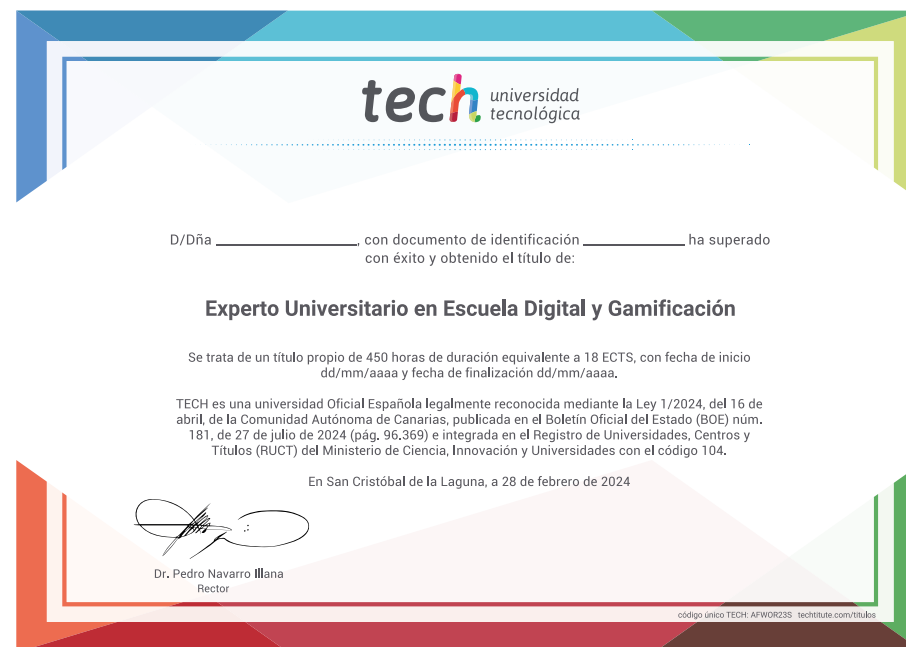 tech universidad
tecnológica
D/Dña ________________, con documento de identificación ____________ ha superado
con éxito y obtenido el título de:
Experto Universitario en Escuela Digital y Gamificación
Se trata de un título propio de 450 horas de duración equivalente a 18 ECTS, con fecha de inicio
dd/mm/aaaa y fecha de finalización dd/mm/aaaa.
TECH es una universidad Oficial Española legalmente reconocida mediante la Ley 1/2024, del 16 de
abril, de la Comunidad Autónoma de Canarias, publicada en el Boletín Oficial del Estado (BOE) núm.
181, de 27 de julio de 2024 (pág. 96.369) e integrada en el Registro de Universidades, Centros y
Títulos (RUCT) del Ministerio de Ciencia, Innovación y Universidades con el código 104.
En San Cristóbal de la Laguna, a 28 de febrero de 2024
Dr. Pedro Navarro Illana
Rector
código único TECH: AFWOR23S techtitute.com/titulos